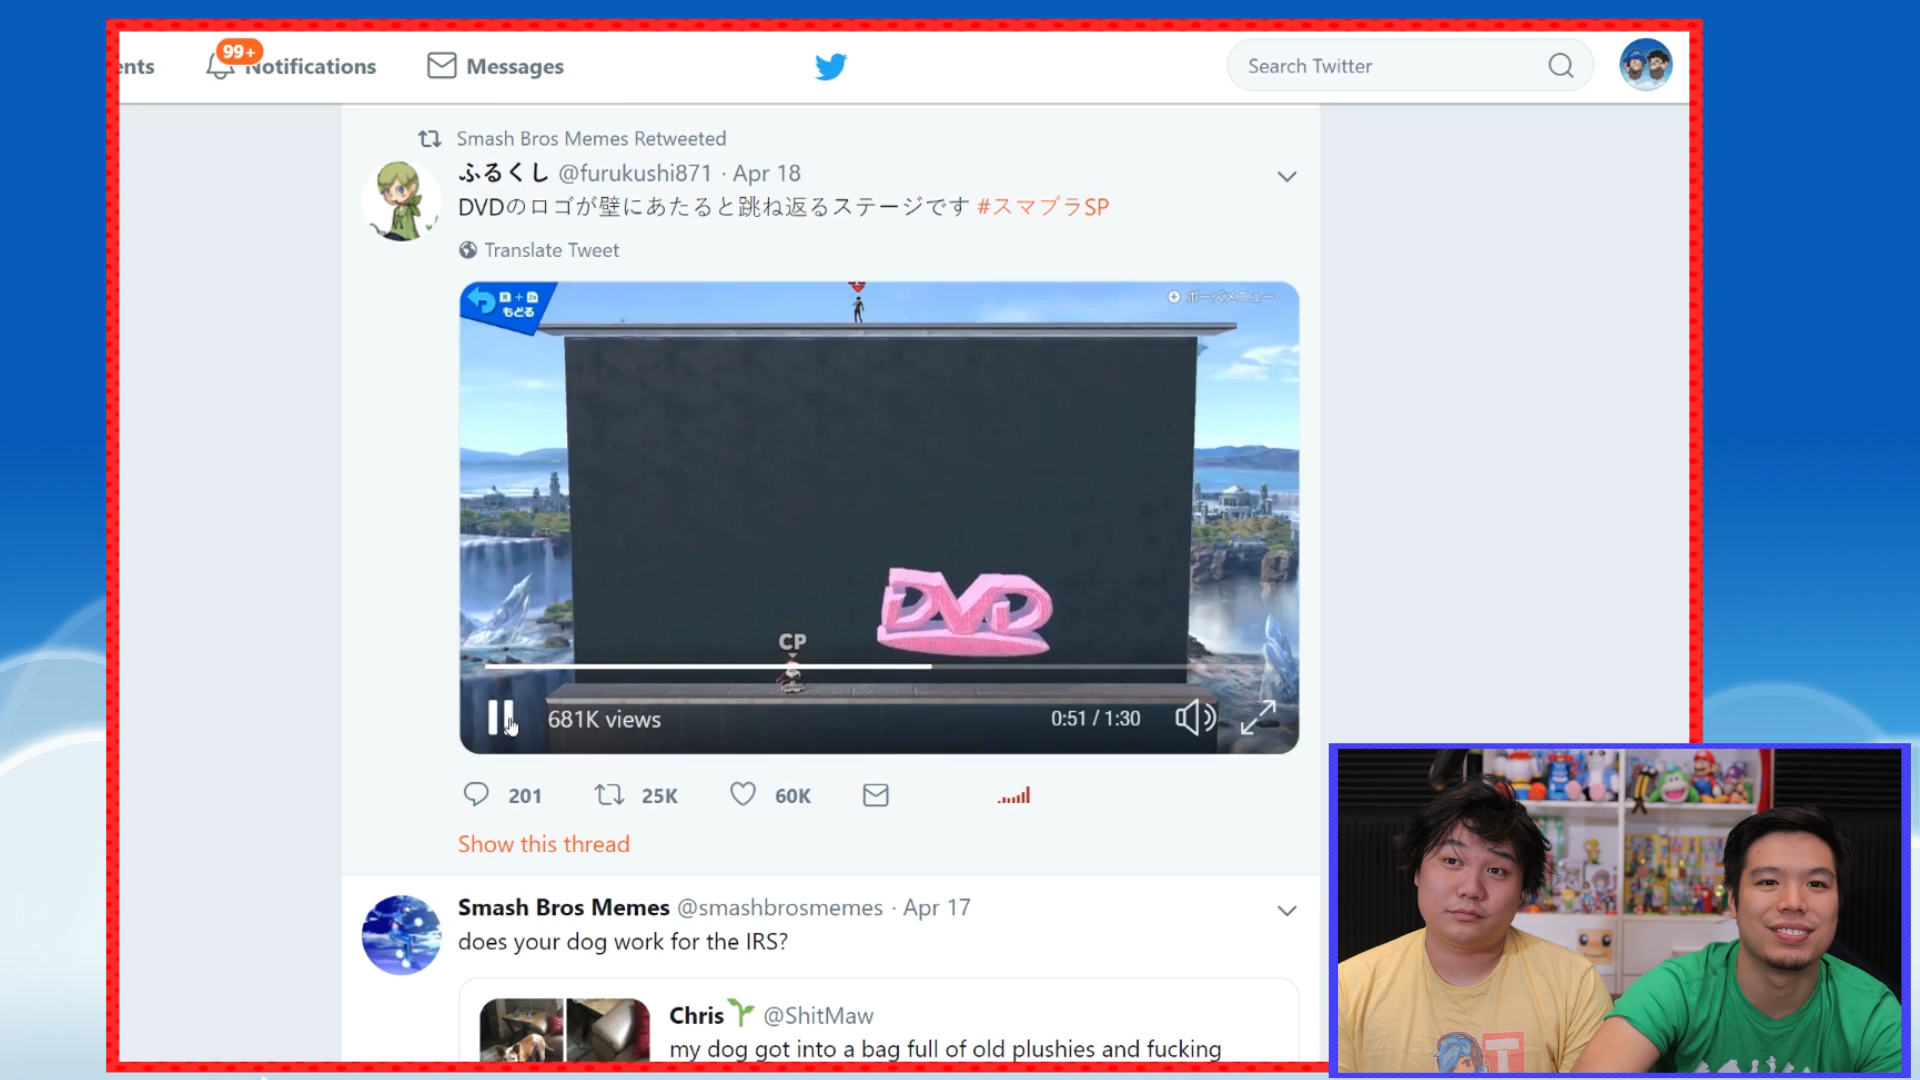 ents
99+
Notifications
Messages
Search Twitter
Smash Bros Memes Retweeted
ふるくし @furukushi871 · Apr 18
DVDのロゴが壁にあたると跳ね返るステージです #スマブラSP
Translate Tweet
R + ZR
もどる
ポーズメニュー
DVD
CP
681K views
0:51 / 1:30
201
25K
60K
Show this thread
Smash Bros Memes @smashbrosmemes · Apr 17
does your dog work for the IRS?
Chris @ShitMaw
my dog got into a bag full of old plushies and fucking